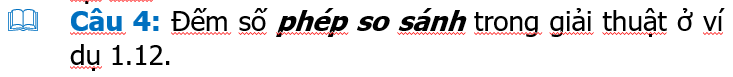 Câu 4: Đếm số phép so sánh trong giải thuật ở ví
dụ 1.12.